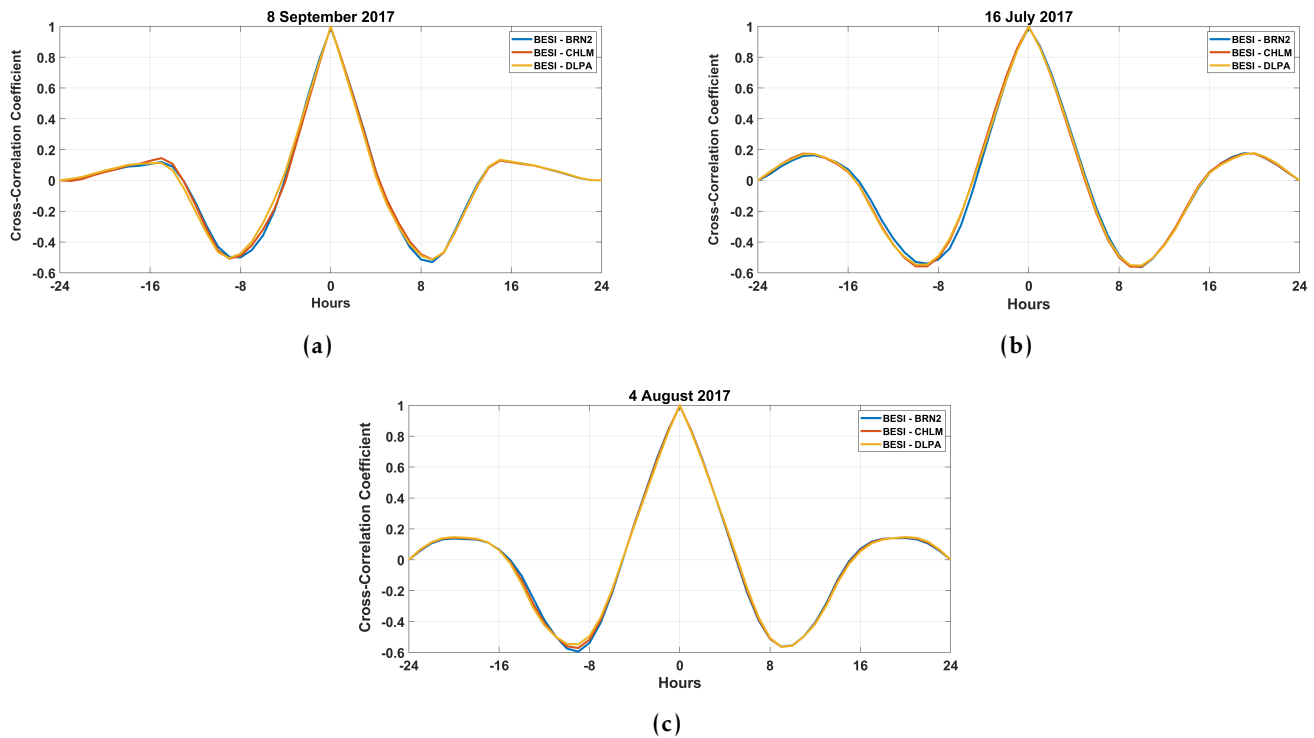 8 September 2017
Cross-Correlation Coefficient
1
0.8
0.6
0.4
0.2
0
-0.2
-0.4
-0.6
BESI - BRN2
BESI - CHLM
BESI - DLPA
-24 -16 -8 0 8 16 24
Hours
(a)
16 July 2017
Cross-Correlation Coefficient
1
0.8
0.6
0.4
0.2
0
-0.2
-0.4
-0.6
BESI - BRN2
BESI - CHLM
BESI - DLPA
-24 -16 -8 0 8 16 24
Hours
(b)
4 August 2017
Cross-Correlation Coefficient
1
0.8
0.6
0.4
0.2
0
-0.2
-0.4
-0.6
BESI - BRN2
BESI - CHLM
BESI - DLPA
-24 -16 -8 0 8 16 24
Hours
(c)